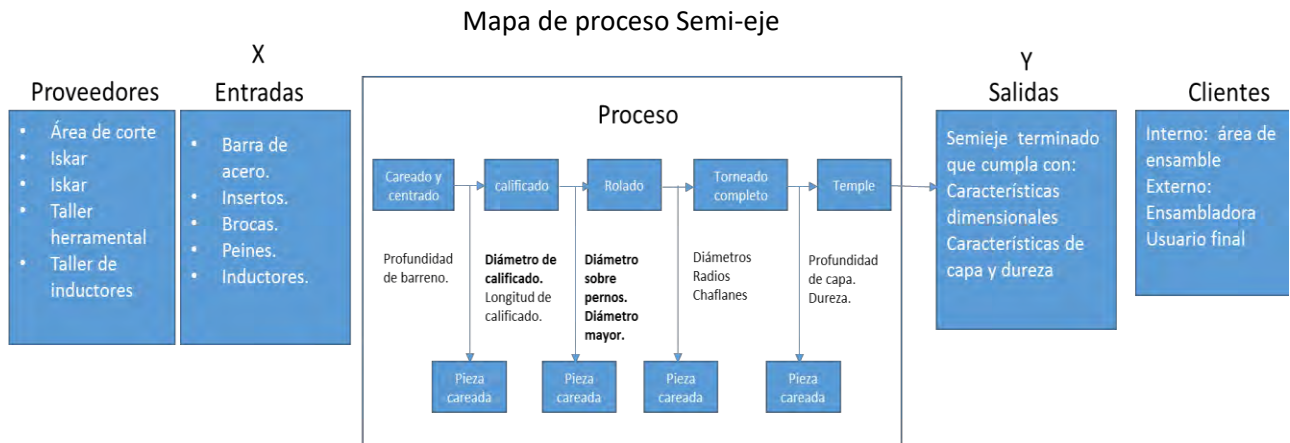 Mapa de proceso Semi-eje
X
Proveedores
Entradas
• Área de corte
• Iskar
• Iskar
• Taller
herramental
• Taller de
inductores
• Barra de
acero.
• Insertos.
• Brocas.
• Peines.
• Inductores.
Proceso
Careado y
centrado
calificado
Rolado
Torneado
completo
Temple
Profundidad
de barreno.
Diámetro de
calificado.
Longitud de
calificado.
Diámetro
sobre
pernos.
Diámetro
mayor.
Diámetros
Radios
Chaflanes
Profundidad
de capa.
Dureza.
Pieza
careada
Pieza
careada
Pieza
careada
Pieza
careada
Y
Salidas
Semieje terminado
que cumpla con:
Características
dimensionales
Características de
capa y dureza
Clientes
Interno: área de
ensamble
Externo:
Ensambladora
Usuario final